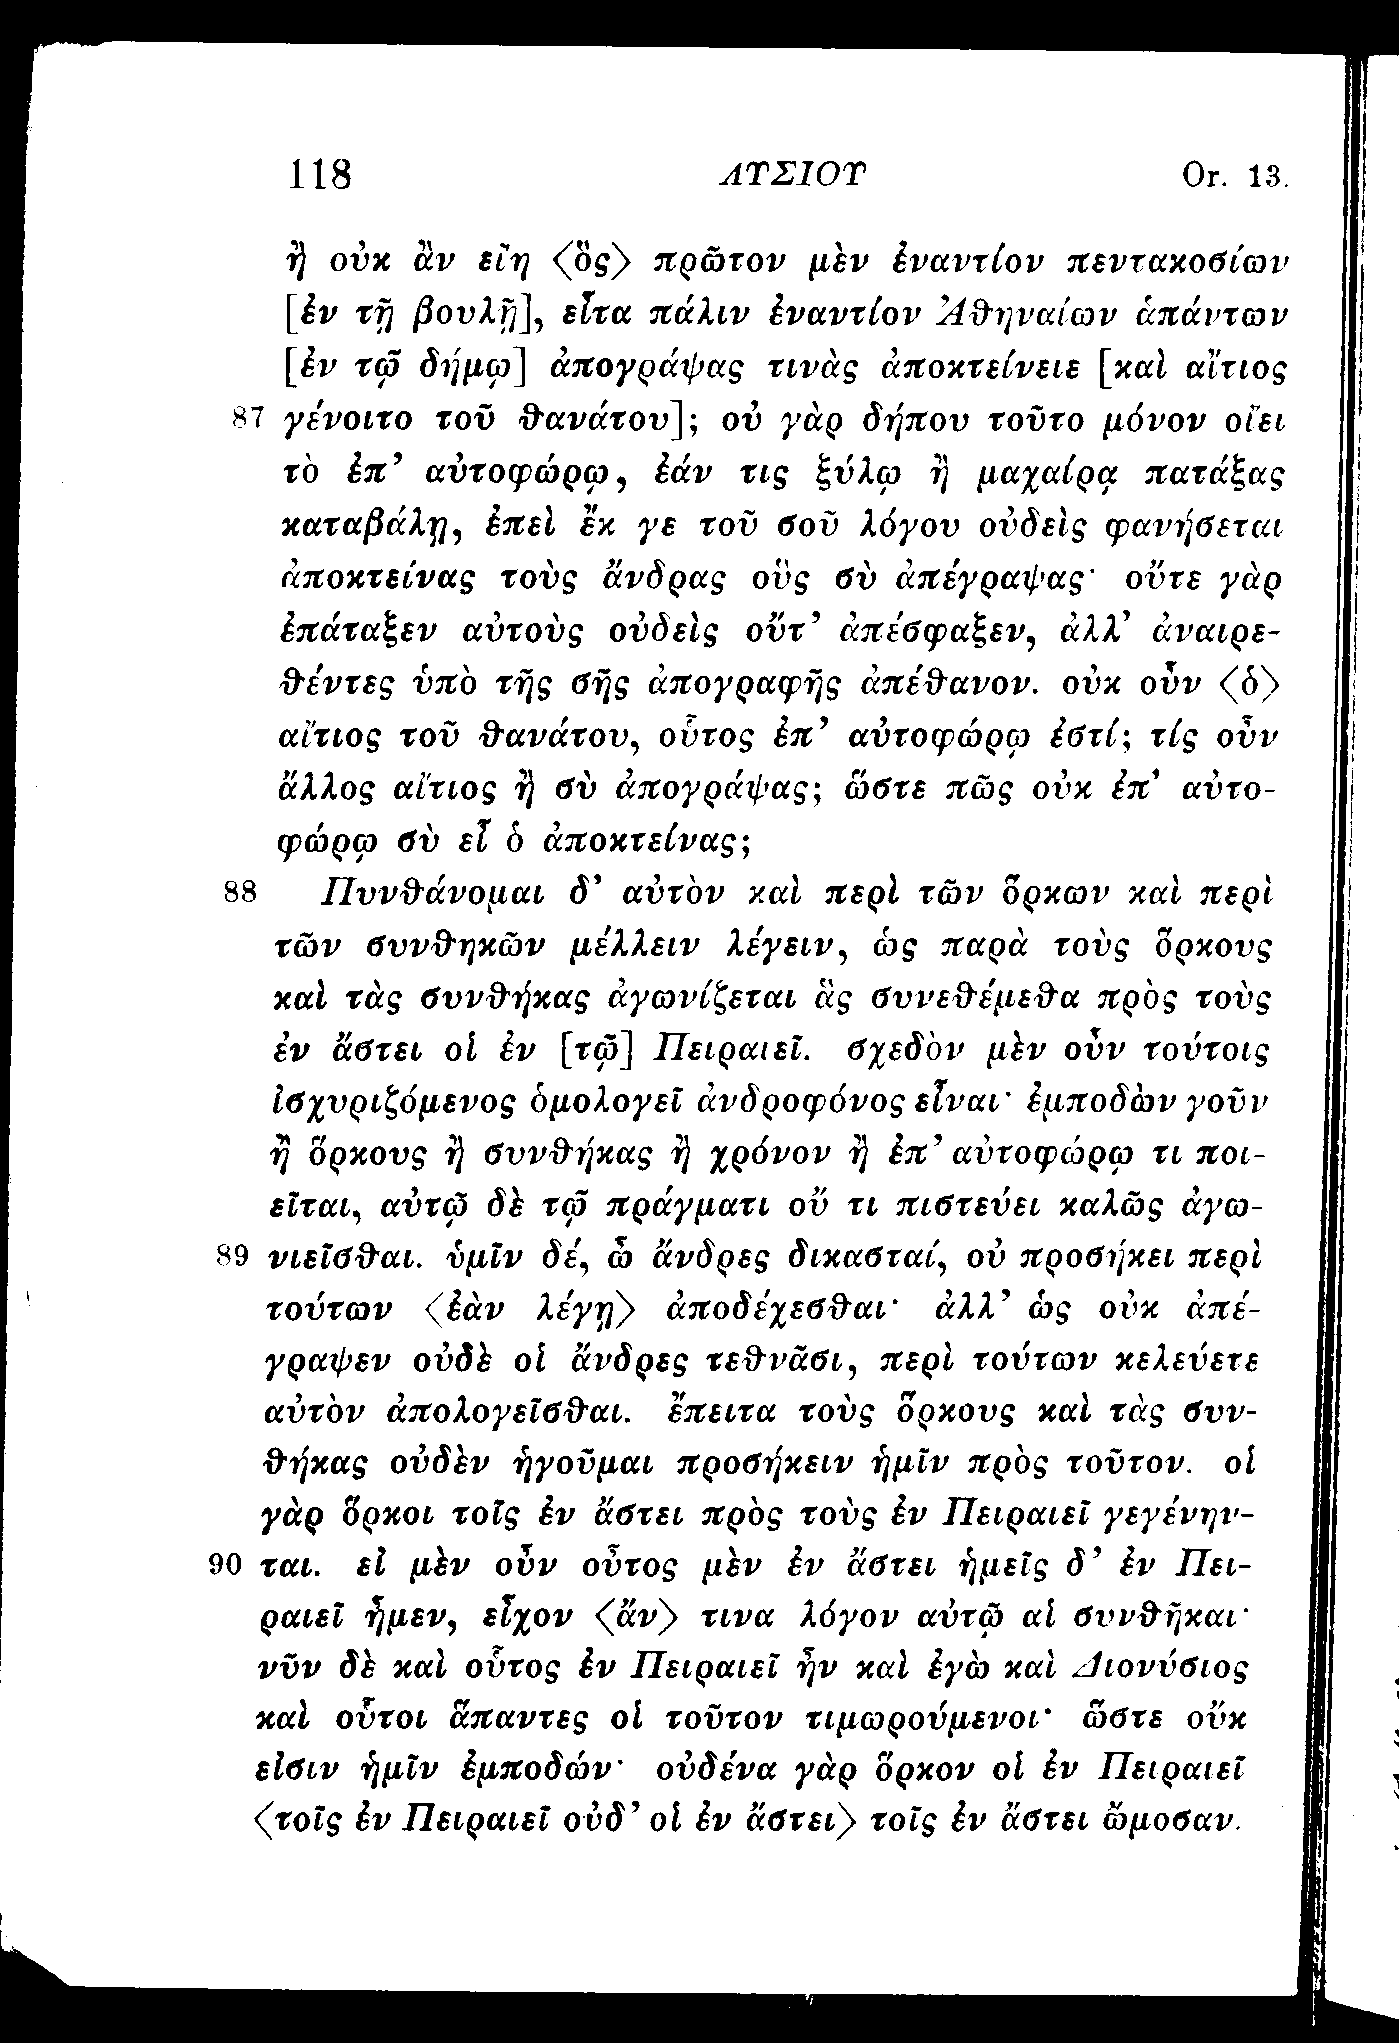 118 ΛΥΣΙΟΥ Or. 13.
ἢ οὐκ ἂν εἴη ⟨ὃς⟩ πρῶτον μὲν ἐναντίον πεντακοσίων
[ἐν τῇ βουλῇ], εἶτα πάλιν ἐναντίον Ἀθηναίων ἁπάντων
[ἐν τῷ δήμῳ] ἀπογράψας τινὰς ἀποκτείνειε [καὶ αἴτιος
87 γένοιτο τοῦ θανάτου]; οὐ γὰρ δήπου τοῦτο μόνον οἴει
τὸ ἐπ’ αὐτοφώρῳ, ἐάν τις ξύλῳ ἢ μαχαίρᾳ πατάξας
καταβάλῃ, ἐπεὶ ἔκ γε τοῦ σοῦ λόγου οὐδεὶς φανήσεται
ἀποκτείνας τοὺς ἄνδρας οὓς σὺ ἀπέγραψας· οὔτε γὰρ
ἐπάταξεν αὐτοὺς οὐδεὶς οὔτ’ ἀπέσφαξεν, ἀλλ’ ἀναιρε-
θέντες ὑπὸ τῆς σῆς ἀπογραφῆς ἀπέθανον. οὐκ οὖν ⟨ὁ⟩
αἴτιος τοῦ θανάτου, οὗτος ἐπ’ αὐτοφώρῳ ἐστί; τίς οὖν
ἄλλος αἴτιος ἢ σὺ ἀπογράψας; ὥστε πῶς οὐκ ἐπ’ αὐτο-
φώρῳ σὺ εἶ ὁ ἀποκτείνας;
88 Πυνθάνομαι δ’ αὐτὸν καὶ περὶ τῶν ὅρκων καὶ περὶ
τῶν συνθηκῶν μέλλειν λέγειν, ὡς παρὰ τοὺς ὅρκους
καὶ τὰς συνθήκας ἀγωνίζεται ἃς συνεθέμεθα πρὸς τοὺς
ἐν ἄστει οἱ ἐν [τῷ] Πειραιεῖ. σχεδὸν μὲν οὖν τούτοις
ἰσχυριζόμενος ὁμολογεῖ ἀνδροφόνος εἶναι· ἐμποδὼν γοῦν
ἢ ὅρκους ἢ συνθήκας ἢ χρόνον ἢ ἐπ’ αὐτοφώρῳ τι ποι-
εῖται, αὐτῷ δὲ τῷ πράγματι οὔ τι πιστεύει καλῶς ἀγω-
89 νιεῖσθαι. ὑμῖν δέ, ὦ ἄνδρες δικασταί, οὐ προσήκει περὶ
τούτων ⟨ἐὰν λέγῃ⟩ ἀποδέχεσθαι· ἀλλ’ ὡς οὐκ ἀπέ-
γραψεν οὐδὲ οἱ ἄνδρες τεθνᾶσι, περὶ τούτων κελεύετε
αὐτὸν ἀπολογεῖσθαι. ἔπειτα τοὺς ὅρκους καὶ τὰς συν-
θήκας οὐδὲν ἡγοῦμαι προσήκειν ἡμῖν πρὸς τοῦτον. οἱ
γὰρ ὅρκοι τοῖς ἐν ἄστει πρὸς τοὺς ἐν Πειραιεῖ γεγένην-
90 ται. εἰ μὲν οὖν οὗτος μὲν ἐν ἄστει ἡμεῖς δ’ ἐν Πει-
ραιεῖ ἦμεν, εἶχον ⟨ἄν⟩ τινα λόγον αὐτῷ αἱ συνθῆκαι·
νῦν δὲ καὶ οὗτος ἐν Πειραιεῖ ἦν καὶ ἐγὼ καὶ Διονύσιος
καὶ οὗτοι ἅπαντες οἱ τοῦτον τιμωρούμενοι· ὥστε οὔκ
εἰσιν ἡμῖν ἐμποδών· οὐδένα γὰρ ὅρκον οἱ ἐν Πειραιεῖ
⟨τοῖς ἐν Πειραιεῖ οὐδ’ οἱ ἐν ἄστει⟩ τοῖς ἐν ἄστει ὤμοσαν.